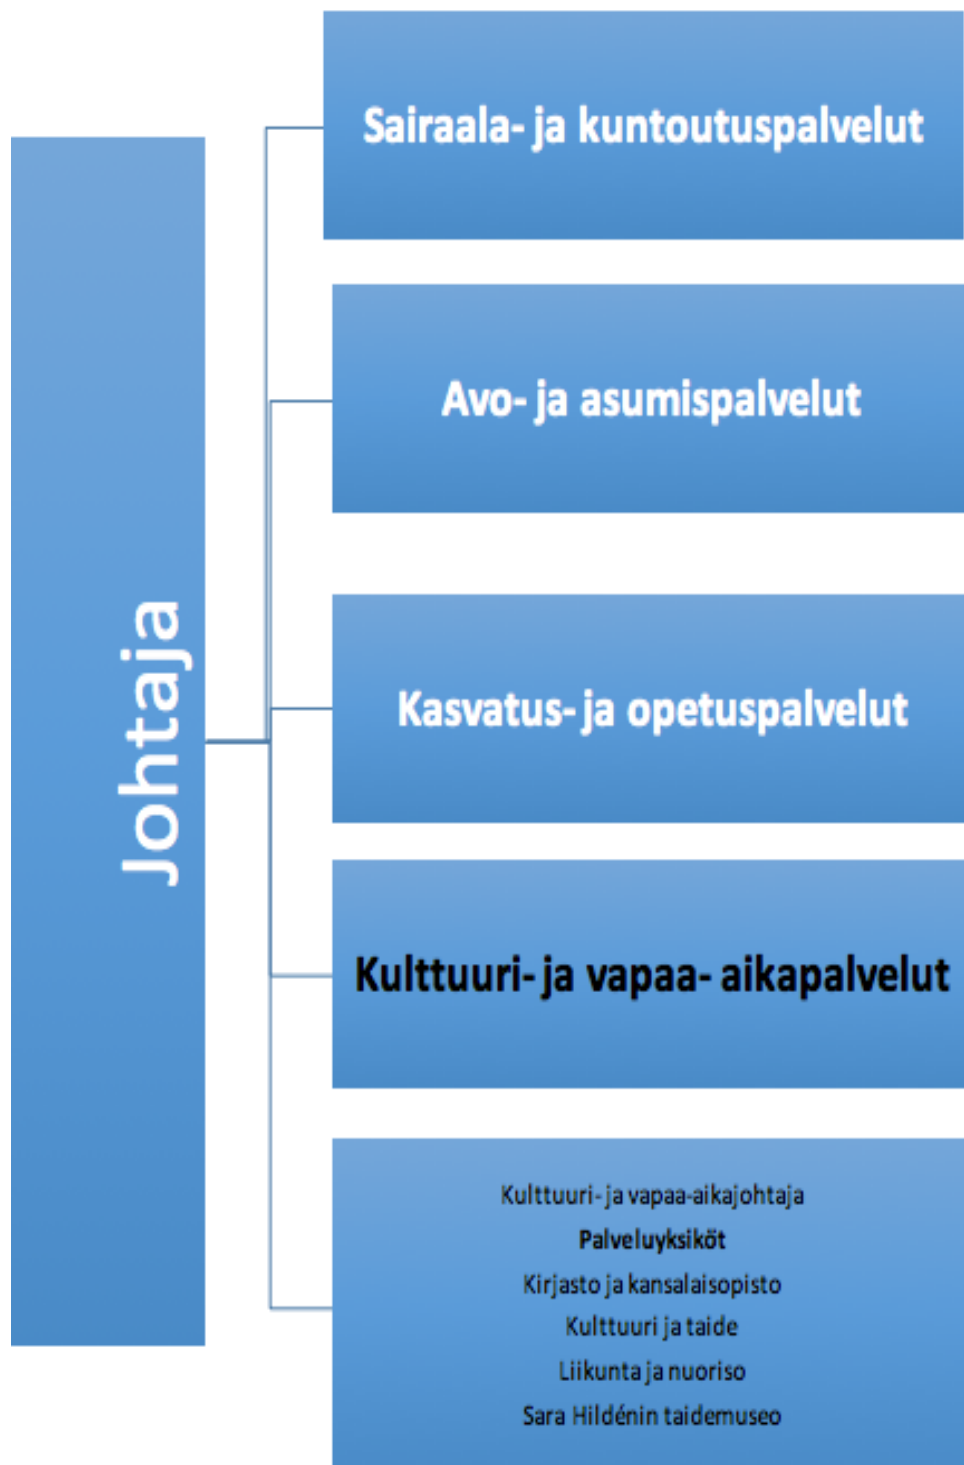 Johtaja
Sairaala- ja kuntoutuspalvelut
Avo- ja asumispalvelut
Kasvatus- ja opetuspalvelut
Kulttuuri- ja vapaa- aikapalvelut
Kulttuuri- ja vapaa-aikajohtaja
Palveluyksiköt
Kirjasto ja kansalaisopisto
Kulttuuri ja taide
Liikunta ja nuoriso
Sara Hildénin taidemuseo